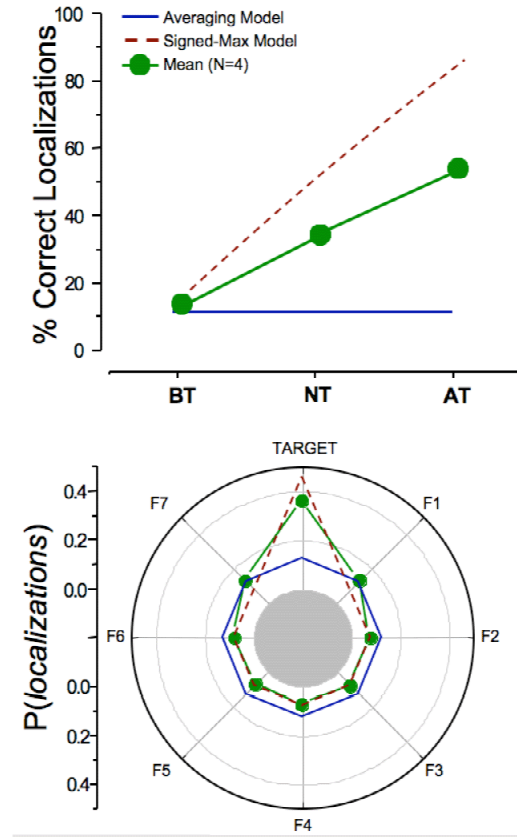 100
Averaging Model
Signed-Max Model
Mean (N=4)
80
60
40
20
0
% Correct Localizations
BT NT AT
TARGET
F7 F1
0.4
0.2
0.0
F6 F2
0.0
0.2
0.4
P(localizations)
F5 F3
F4